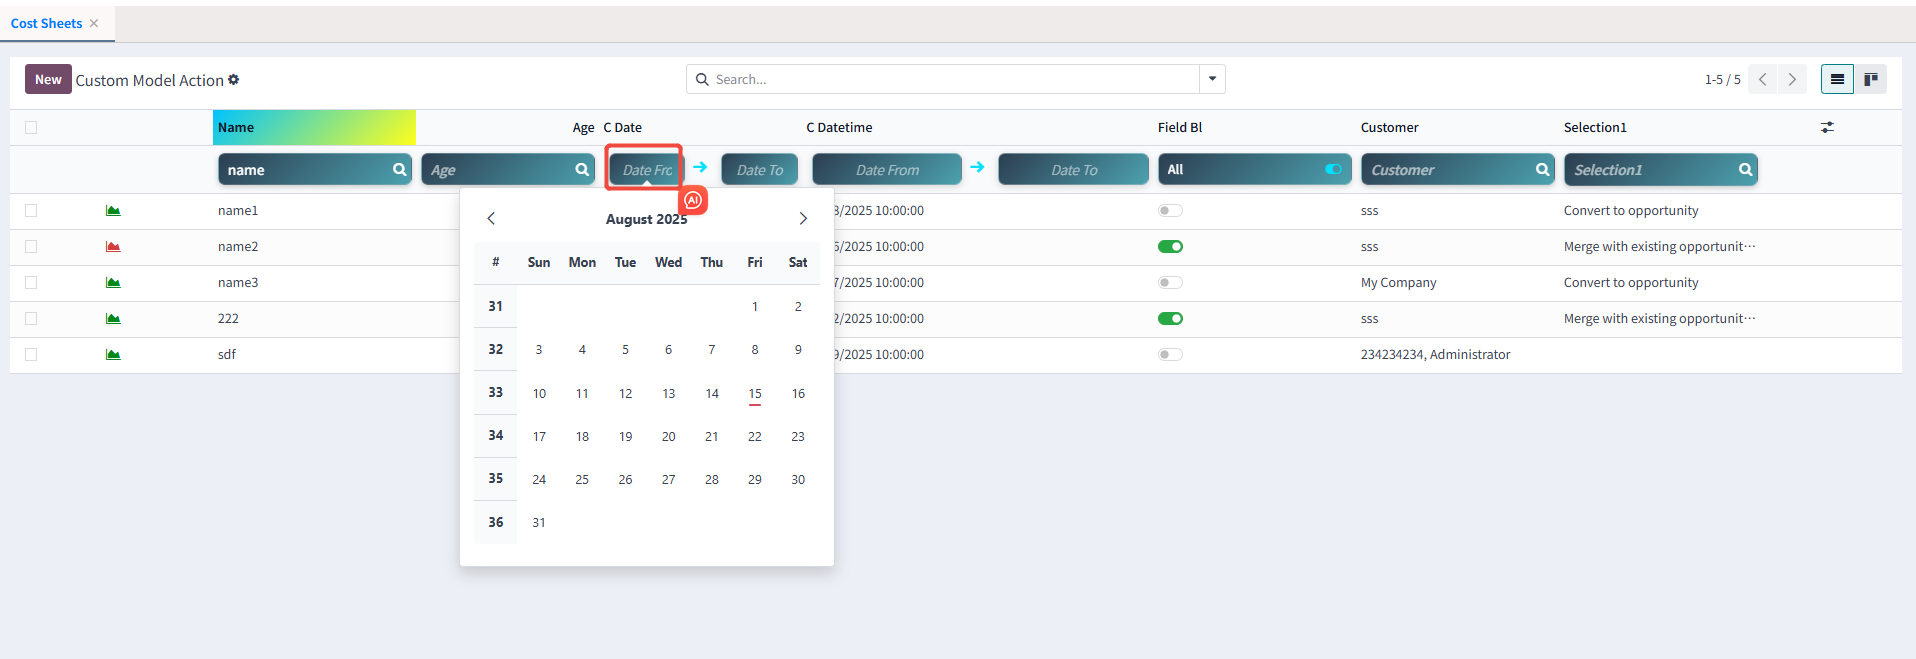 Cost Sheets
New Custom Model Action Search... 1-5 / 5
Name Age C Date C Datetime Field Bl Customer Selection1
name Age Date Fro Date To Date From Date To All Customer Selection1
AI
name1 8/2025 10:00:00 sss Convert to opportunity
name2 6/2025 10:00:00 sss Merge with existing opportunit...
name3 7/2025 10:00:00 My Company Convert to opportunity
222 2/2025 10:00:00 sss Merge with existing opportunit...
sdf 9/2025 10:00:00 234234234, Administrator
August 2025
# Sun Mon Tue Wed Thu Fri Sat
31 1 2
32 3 4 5 6 7 8 9
33 10 11 12 13 14 15 16
34 17 18 19 20 21 22 23
35 24 25 26 27 28 29 30
36 31